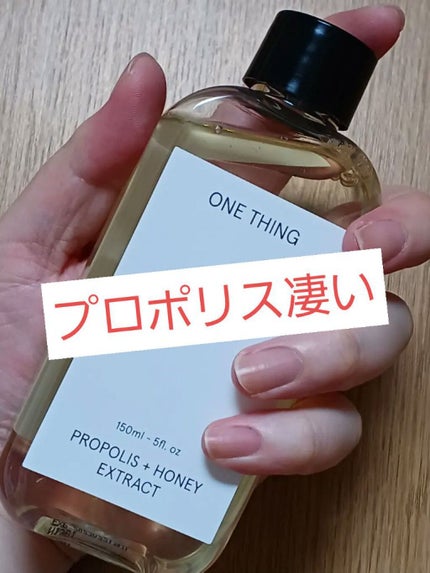 ONE THING
プロポリス凄い
150ml - 5fl. oz
PROPOLIS + HONEY
EXTRACT